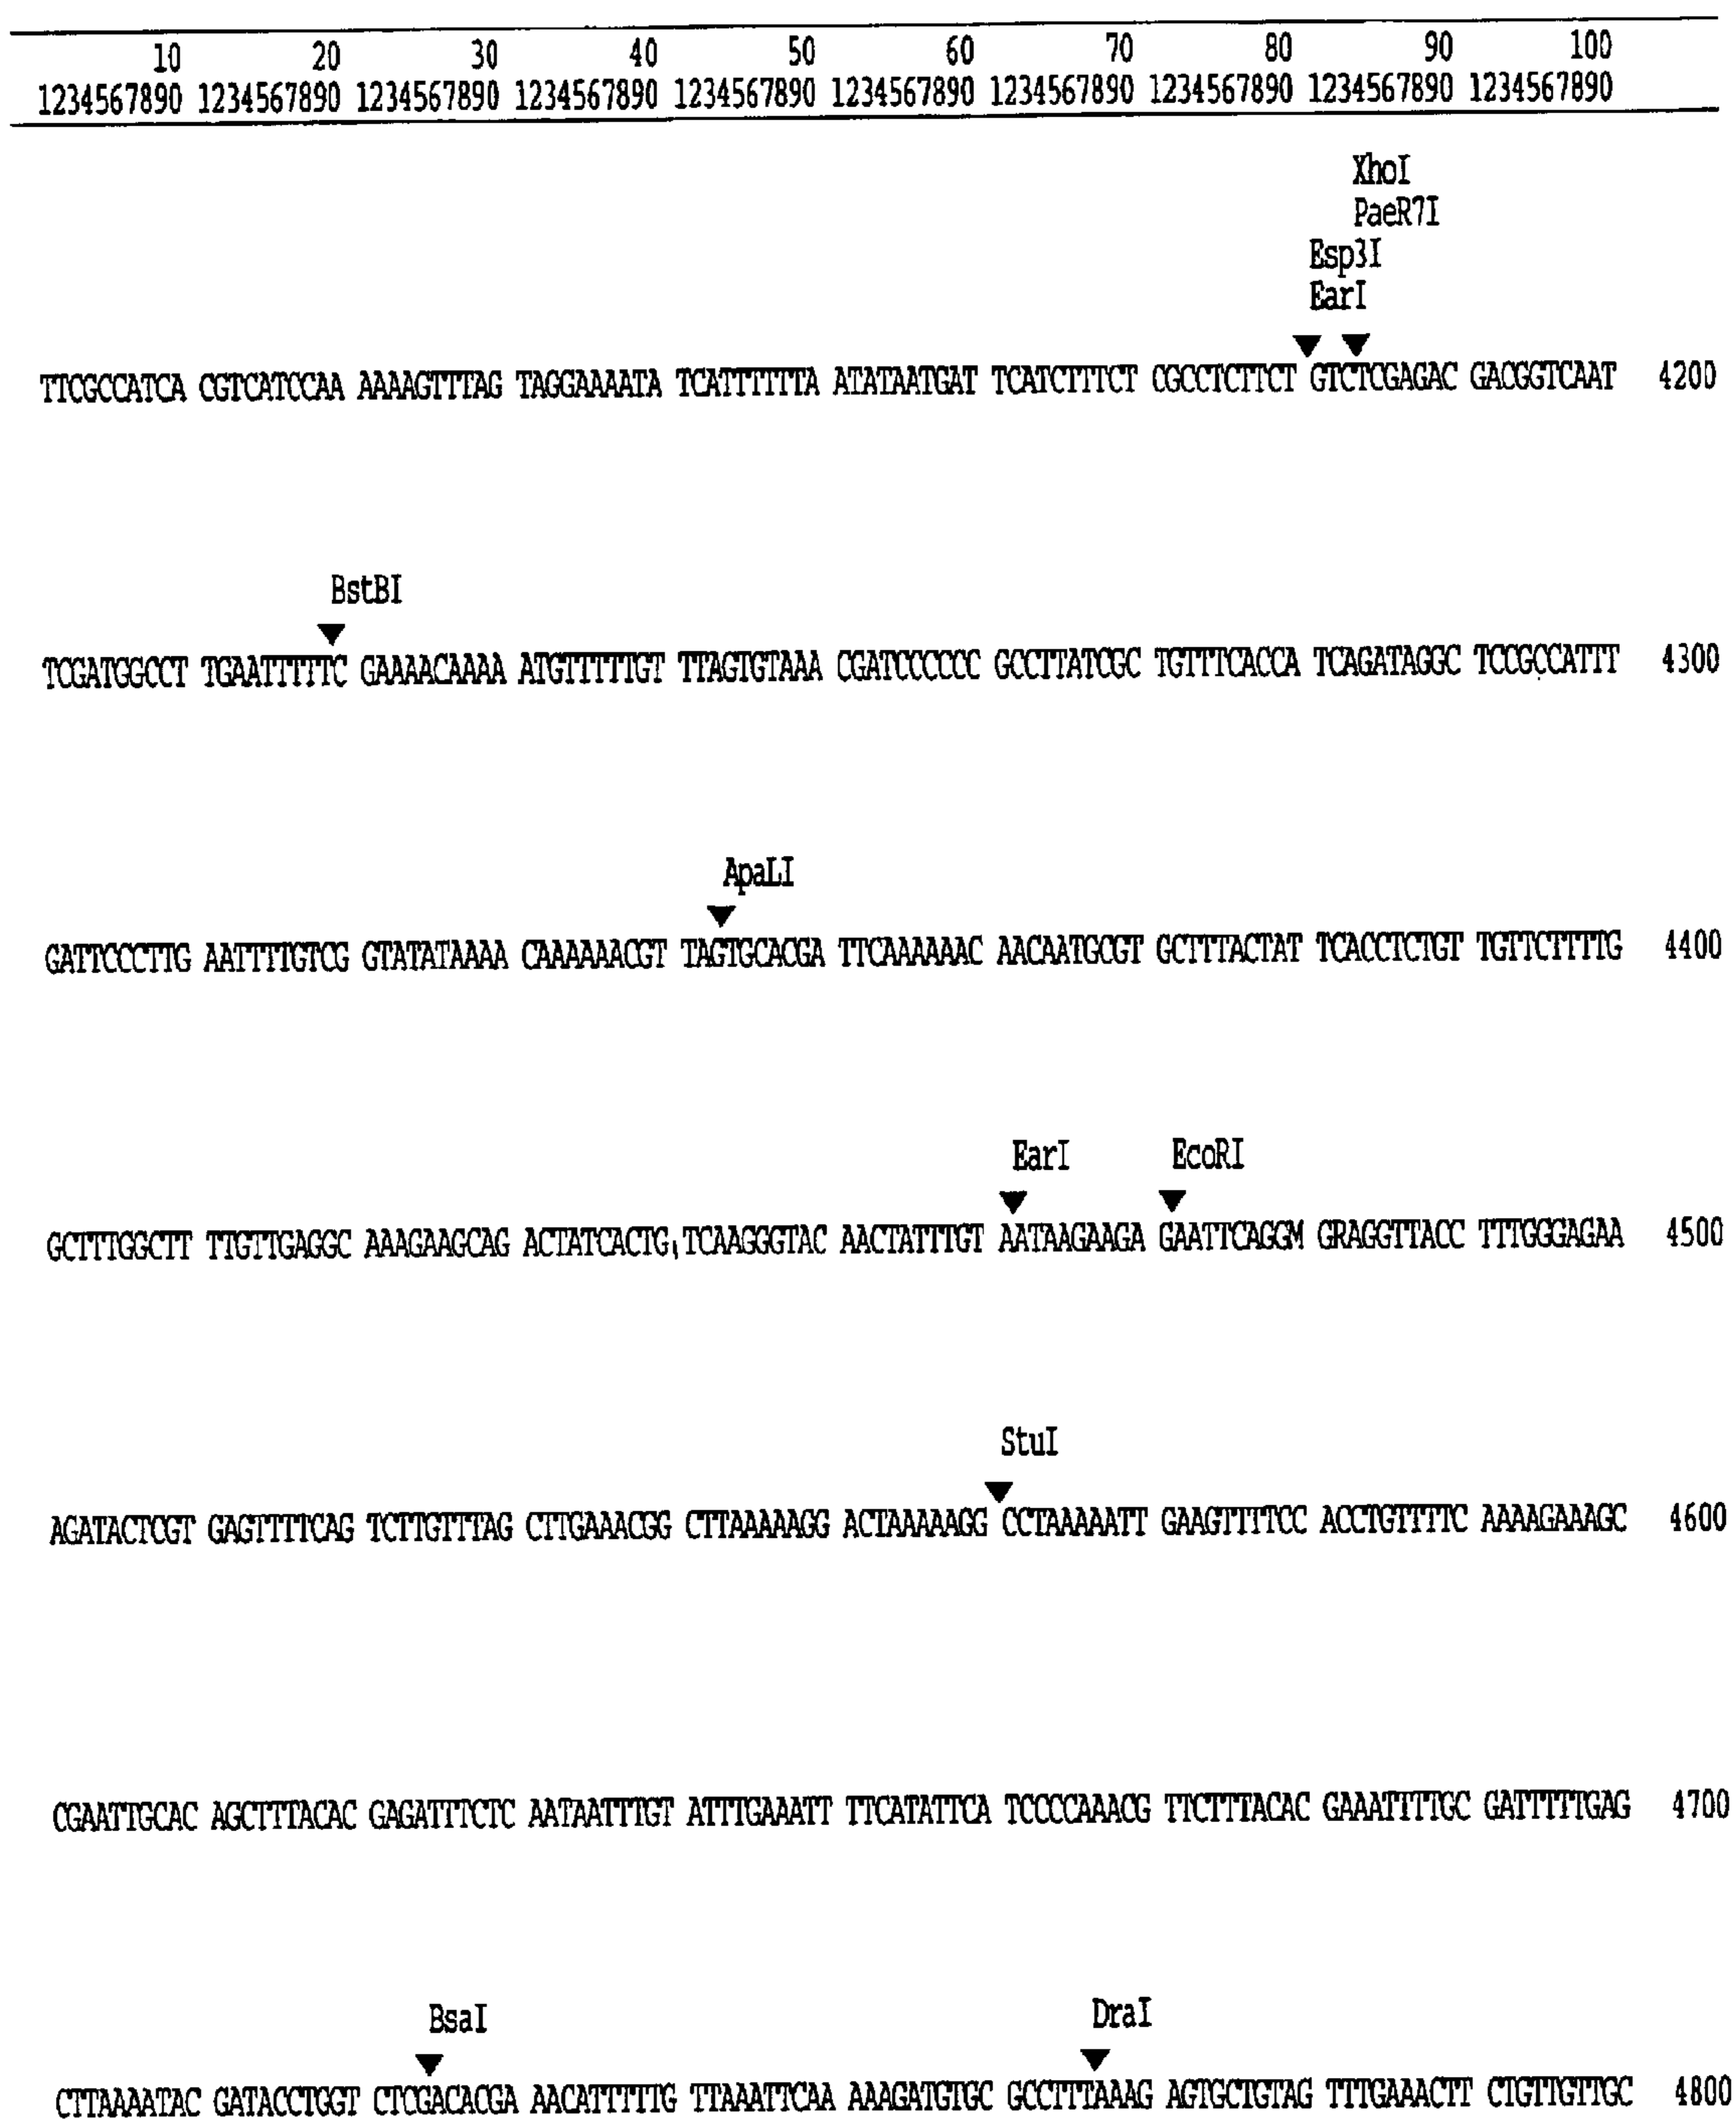 10 20 30 40 50 60 70 80 90 100
1234567890 1234567890 1234567890 1234567890 1234567890 1234567890 1234567890 1234567890 1234567890 1234567890
XhoI
PaeR7I
Esp3I
EarI
TTCGCCATCA CGTCATCCAA AAAAGTTTAG TAGGAAAATA TCATTTTTTA ATATAATGAT TCATCTTTCT CGCCTCTTCT GTCTCGAGAC GACGGTCAAT 4200
BstBI
TCGATGGCCT TGAATTTTTC GAAAACAAAA ATGTTTTTGT TTAGTGTAAA CGATCCCCCC GCCTTATCGC TGTTTCACCA TCAGATAGGC TCCGCCATTT 4300
ApaLI
GATTCCCTTG AATTTTGTCG GTATATAAAA CAAAAAACGT TAGTGCACGA TTCAAAAAAC AACAATGCGT GCTTTACTAT TCACCTCTGT TGTTCTTTTG 4400
EarI EcoRI
GCTTTGGCTT TTGTTGAGGC AAAGAAGCAG ACTATCACTG TCAAGGGTAC AACTATTTGT AATAAGAAGA GAATTCAGGM GRAGGTTACC TTTGGGAGAA 4500
StuI
AGATACTCGT GAGTTTTCAG TCTTGTTTAG CTTGAAACGG CTTAAAAAGG ACTAAAAAGG CCTAAAAATT GAAGTTTTCC ACCTGTTTTC AAAAGAAAGC 4600
CGAATTGCAC AGCTTTACAC GAGATTTCTC AATAATTTGT ATTTGAAATT TTCATATTCA TCCCCAAACG TTCTTTACAC GAAATTTTGC GATTTTTGAG 4700
BsaI DraI
CTTAAAATAC GATACCTGGT CTCGACACGA AACATTTTTG TTAAATTCAA AAAGATGTGC GCCTTTAAAG AGTGCTGTAG TTTGAAACTT CTGTTGTTGC 4800